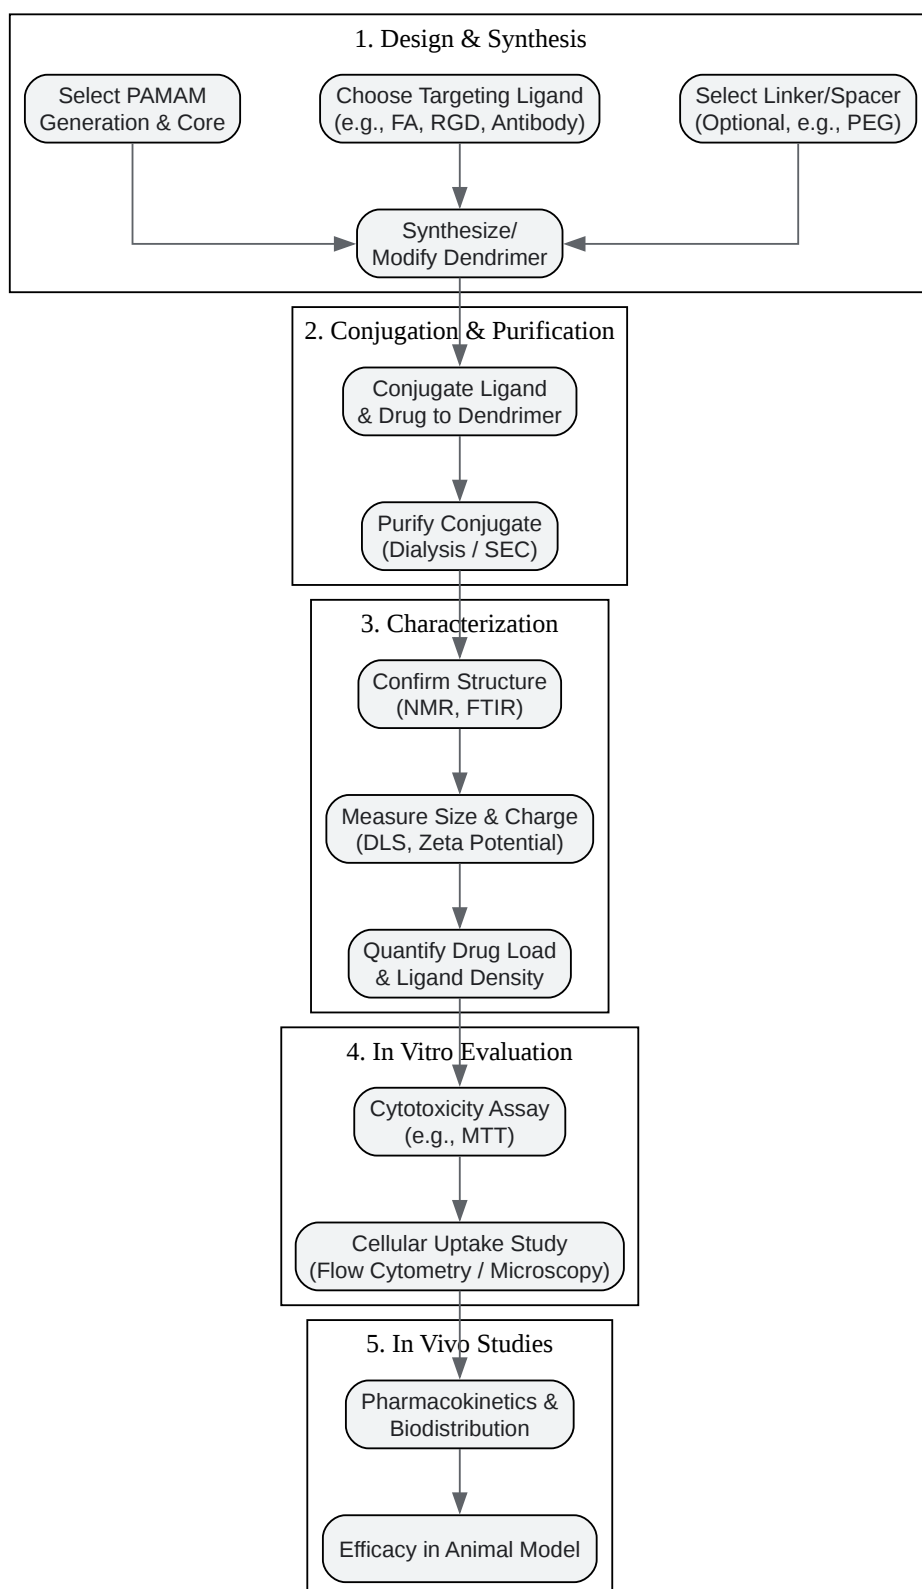 1. Design & Synthesis
Select PAMAM
Generation & Core
Choose Targeting Ligand
(e.g., FA, RGD, Antibody)
Select Linker/Spacer
(Optional, e.g., PEG)
Synthesize/
Modify Dendrimer
2. Conjugation & Purification
Conjugate Ligand
& Drug to Dendrimer
Purify Conjugate
(Dialysis / SEC)
3. Characterization
Confirm Structure
(NMR, FTIR)
Measure Size & Charge
(DLS, Zeta Potential)
Quantify Drug Load
& Ligand Density
4. In Vitro Evaluation
Cytotoxicity Assay
(e.g., MTT)
Cellular Uptake Study
(Flow Cytometry / Microscopy)
5. In Vivo Studies
Pharmacokinetics &
Biodistribution
Efficacy in Animal Model